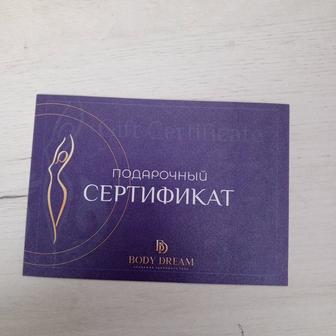 Gift Certificate
ПОДАРОЧНЫЙ
СЕРТИФИКАТ
BD
BODY DREAM